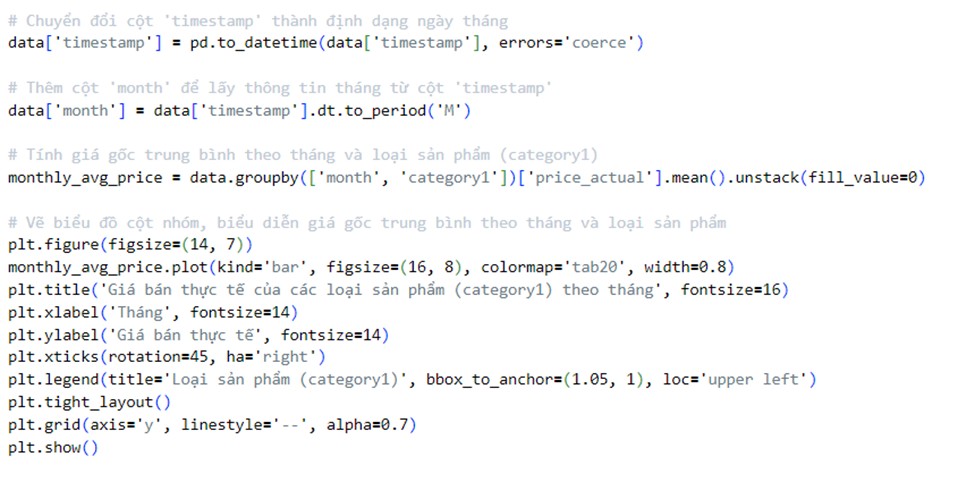 # Chuyển đổi cột 'timestamp' thành định dạng ngày tháng
data['timestamp'] = pd.to_datetime(data['timestamp'], errors='coerce')
# Thêm cột 'month' để lấy thông tin tháng từ cột 'timestamp'
data['month'] = data['timestamp'].dt.to_period('M')
# Tính giá gốc trung bình theo tháng và loại sản phẩm (category1)
monthly_avg_price = data.groupby(['month', 'category1'])['price_actual'].mean().unstack(fill_value=0)
# Vẽ biểu đồ cột nhóm, biểu diễn giá gốc trung bình theo tháng và loại sản phẩm
plt.figure(figsize=(14, 7))
monthly_avg_price.plot(kind='bar', figsize=(16, 8), colormap='tab20', width=0.8)
plt.title('Giá bán thực tế của các loại sản phẩm (category1) theo tháng', fontsize=16)
plt.xlabel('Tháng', fontsize=14)
plt.ylabel('Giá bán thực tế', fontsize=14)
plt.xticks(rotation=45, ha='right')
plt.legend(title='Loại sản phẩm (category1)', bbox_to_anchor=(1.05, 1), loc='upper left')
plt.tight_layout()
plt.grid(axis='y', linestyle='--', alpha=0.7)
plt.show()